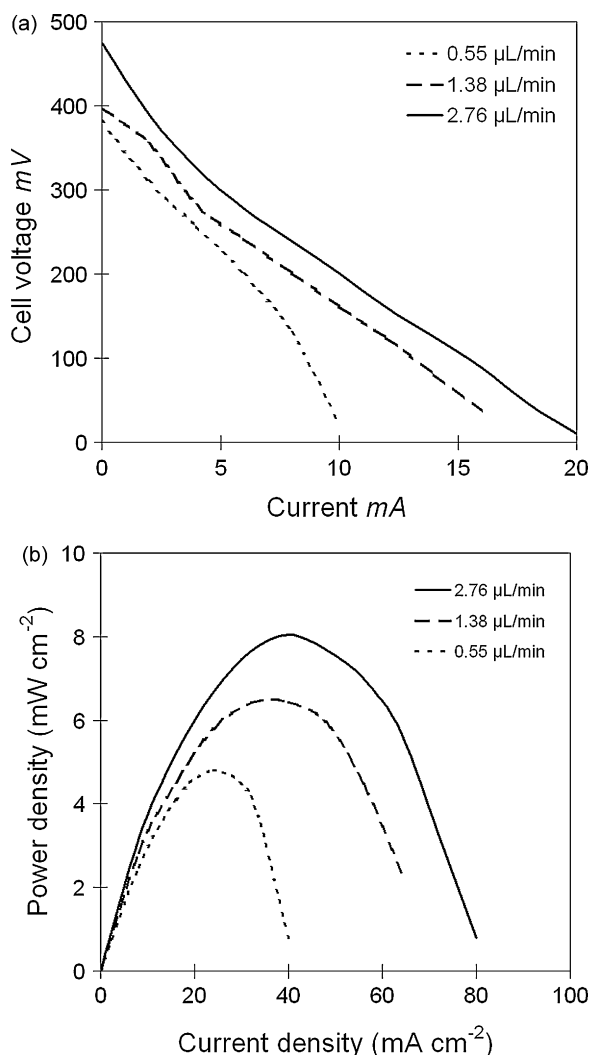 (a)
500
400
300
200
100
0
Cell voltage mV
0.55 µL/min
1.38 µL/min
2.76 µL/min
0 5 10 15 20
Current mA
(b)
10
8
6
4
2
0
Power density (mW cm-2)
2.76 µL/min
1.38 µL/min
0.55 µL/min
0 20 40 60 80 100
Current density (mA cm-2)